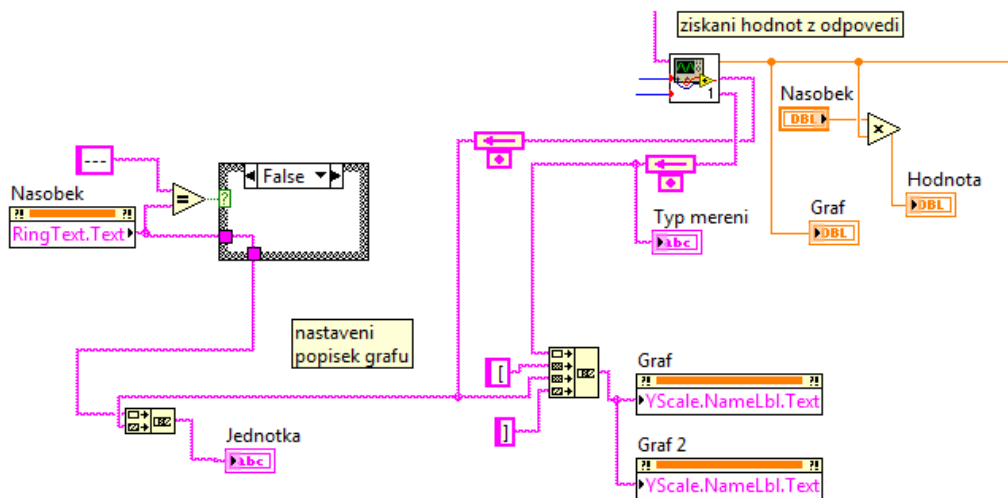 ziskani hodnot z odpovedi
1
Nasobek
DBL
---
False
?
=
×
Nasobek
?! ?!
RingText.Text
Hodnota
DBL
Typ mereni
abc
Graf
DBL
nastaveni
popisek grafu
[
Graf
?! ?!
YScale.NameLbl.Text
]
Jednotka
abc
Graf 2
?! ?!
YScale.NameLbl.Text